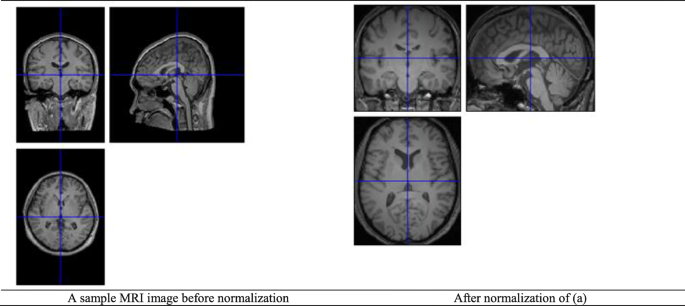 A sample MRI image before normalization
After normalization of (a)